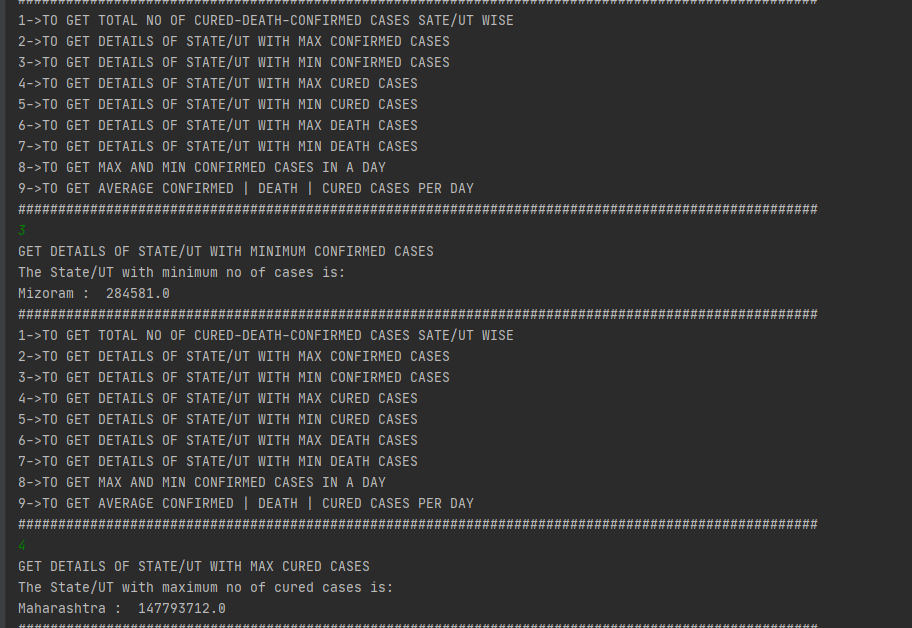 ####################################################################################################
1->TO GET TOTAL NO OF CURED-DEATH-CONFIRMED CASES SATE/UT WISE
2->TO GET DETAILS OF STATE/UT WITH MAX CONFIRMED CASES
3->TO GET DETAILS OF STATE/UT WITH MIN CONFIRMED CASES
4->TO GET DETAILS OF STATE/UT WITH MAX CURED CASES
5->TO GET DETAILS OF STATE/UT WITH MIN CURED CASES
6->TO GET DETAILS OF STATE/UT WITH MAX DEATH CASES
7->TO GET DETAILS OF STATE/UT WITH MIN DEATH CASES
8->TO GET MAX AND MIN CONFIRMED CASES IN A DAY
9->TO GET AVERAGE CONFIRMED | DEATH | CURED CASES PER DAY
####################################################################################################
3
GET DETAILS OF STATE/UT WITH MINIMUM CONFIRMED CASES
The State/UT with minimum no of cases is:
Mizoram :  284581.0
####################################################################################################
1->TO GET TOTAL NO OF CURED-DEATH-CONFIRMED CASES SATE/UT WISE
2->TO GET DETAILS OF STATE/UT WITH MAX CONFIRMED CASES
3->TO GET DETAILS OF STATE/UT WITH MIN CONFIRMED CASES
4->TO GET DETAILS OF STATE/UT WITH MAX CURED CASES
5->TO GET DETAILS OF STATE/UT WITH MIN CURED CASES
6->TO GET DETAILS OF STATE/UT WITH MAX DEATH CASES
7->TO GET DETAILS OF STATE/UT WITH MIN DEATH CASES
8->TO GET MAX AND MIN CONFIRMED CASES IN A DAY
9->TO GET AVERAGE CONFIRMED | DEATH | CURED CASES PER DAY
####################################################################################################
4
GET DETAILS OF STATE/UT WITH MAX CURED CASES
The State/UT with maximum no of cured cases is:
Maharashtra :  147793712.0
####################################################################################################